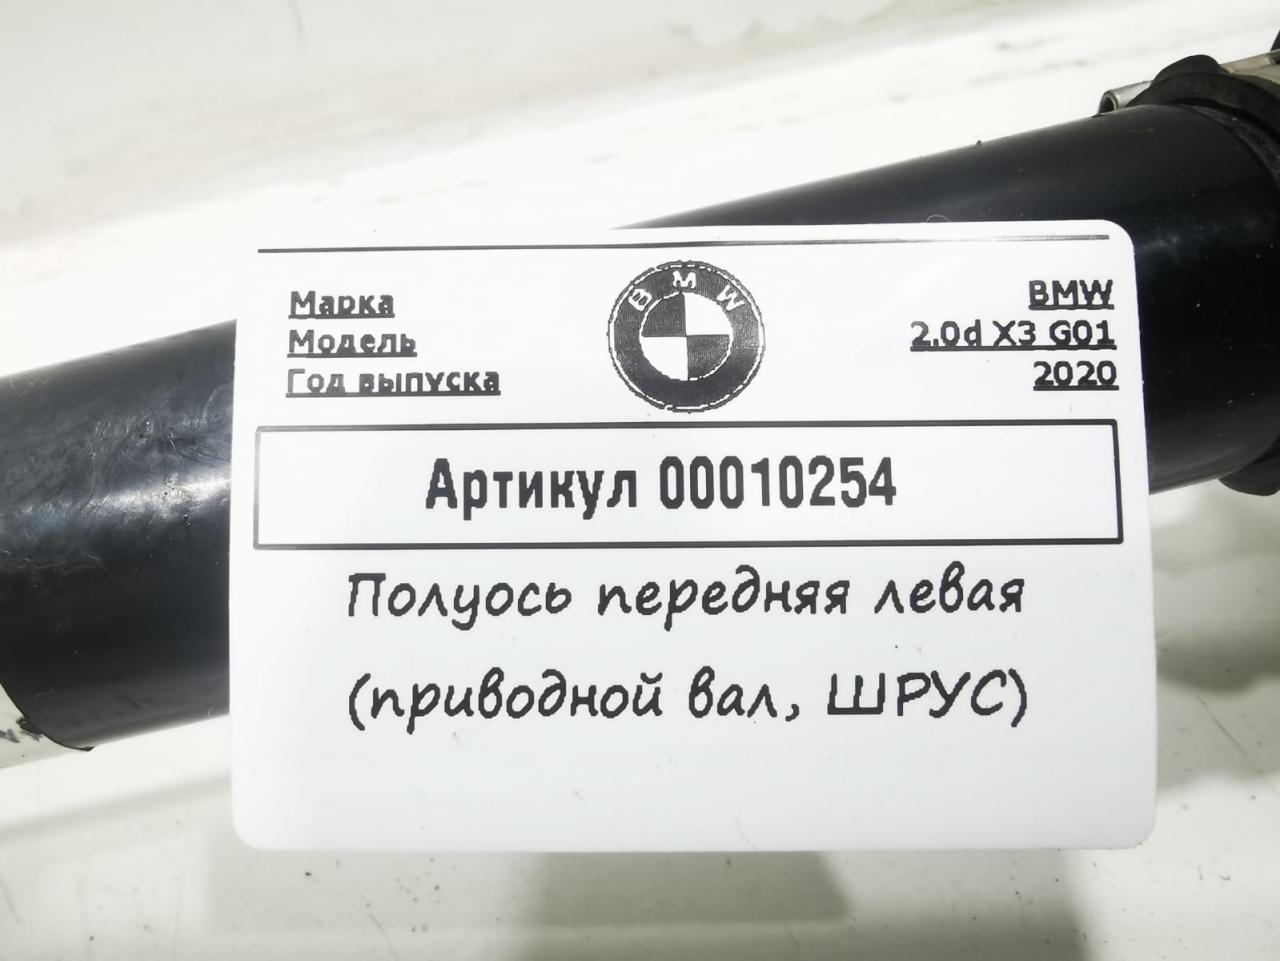 Марка BMW
Модель 2.0d X3 G01
Год выпуска 2020
BMW
Артикул 00010254
Полуось передняя левая
(приводной вал, ШРУС)